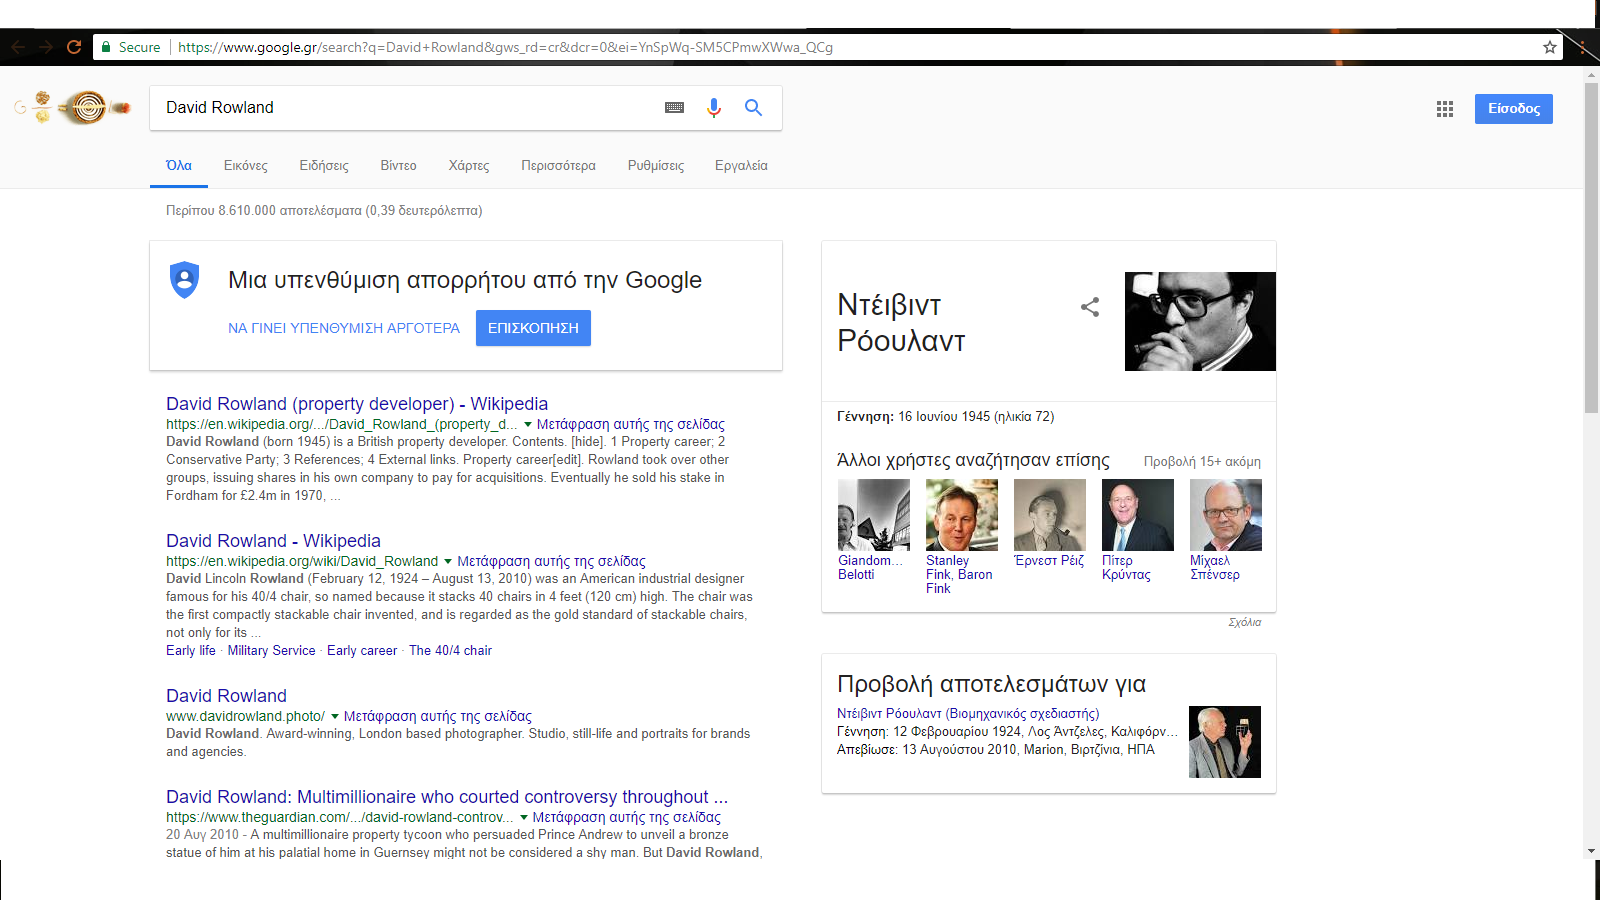 Secure https://www.google.gr/search?q=David+Rowland&gws_rd=cr&dcr=0&ei=YnSpWq-SM5CPmwXWwa_QCg
David Rowland
Είσοδος
Όλα Εικόνες Ειδήσεις Βίντεο Χάρτες Περισσότερα Ρυθμίσεις Εργαλεία
Περίπου 8.610.000 αποτελέσματα (0,39 δευτερόλεπτα)
Μια υπενθύμιση απορρήτου από την Google
ΝΑ ΓΙΝΕΙ ΥΠΕΝΘΥΜΙΣΗ ΑΡΓΟΤΕΡΑ ΕΠΙΣΚΟΠΗΣΗ
David Rowland (property developer) - Wikipedia
https://en.wikipedia.org/.../David_Rowland_(property_d... Μετάφραση αυτής της σελίδας
David Rowland (born 1945) is a British property developer. Contents. [hide]. 1 Property career; 2
Conservative Party; 3 References; 4 External links. Property career[edit]. Rowland took over other
groups, issuing shares in his own company to pay for acquisitions. Eventually he sold his stake in
Fordham for £2.4m in 1970, ...
David Rowland - Wikipedia
https://en.wikipedia.org/wiki/David_Rowland Μετάφραση αυτής της σελίδας
David Lincoln Rowland (February 12, 1924 – August 13, 2010) was an American industrial designer
famous for his 40/4 chair, so named because it stacks 40 chairs in 4 feet (120 cm) high. The chair was
the first compactly stackable chair invented, and is regarded as the gold standard of stackable chairs,
not only for its ...
Early life · Military Service · Early career · The 40/4 chair
David Rowland
www.davidrowland.photo/ Μετάφραση αυτής της σελίδας
David Rowland. Award-winning, London based photographer. Studio, still-life and portraits for brands
and agencies.
David Rowland: Multimillionaire who courted controversy throughout ...
https://www.theguardian.com/.../david-rowland-controv... Μετάφραση αυτής της σελίδας
20 Αυγ 2010 - A multimillionaire property tycoon who persuaded Prince Andrew to unveil a bronze
statue of him at his palatial home in Guernsey might not be considered a shy man. But David Rowland,
Ντέιβιντ
Ρόουλαντ
Γέννηση: 16 Ιουνίου 1945 (ηλικία 72)
Άλλοι χρήστες αναζήτησαν επίσης Προβολή 15+ ακόμη
Giandom...
Belotti
Stanley
Fink, Baron
Fink
Έρνεστ Ρέιζ
Πίτερ
Κρύντας
Μίχαελ
Σπένσερ
Σχόλια
Προβολή αποτελεσμάτων για
Ντέιβιντ Ρόουλαντ (Βιομηχανικός σχεδιαστής)
Γέννηση: 12 Φεβρουαρίου 1924, Λος Άντζελες, Καλιφόρν...
Απεβίωσε: 13 Αυγούστου 2010, Marion, Βιρτζίνια, ΗΠΑ